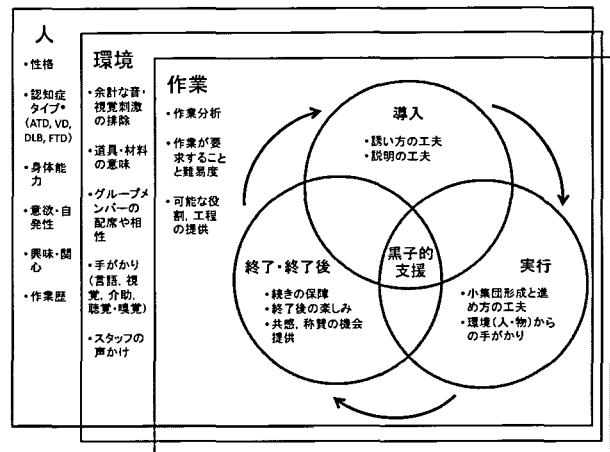 人
・性格
・認知症
タイプ*
(ATD, VD,
DLB, FTD)
・身体能
力
・意欲・自
発性
・興味・関
心
・作業歴
環境
・余計な音・
視覚刺激
の排除
・道具・材料
の意味
・グループメ
ンバーの
配席や相
性
・手がかり
(言語, 視
覚, 介助,
聴覚・嗅覚)
・スタッフの
声かけ
作業
・作業分析
・作業が要
求すること
と難易度
・可能な役
割, 工程
の提供
導入
・誘い方の工夫
・説明の工夫
黒子的
支援
実行
・小集団形成と進
め方の工夫
・環境(人・物)から
の手がかり
終了・終了後
・続きの保障
・終了後の楽しみ
・共感, 称賛の機会
提供